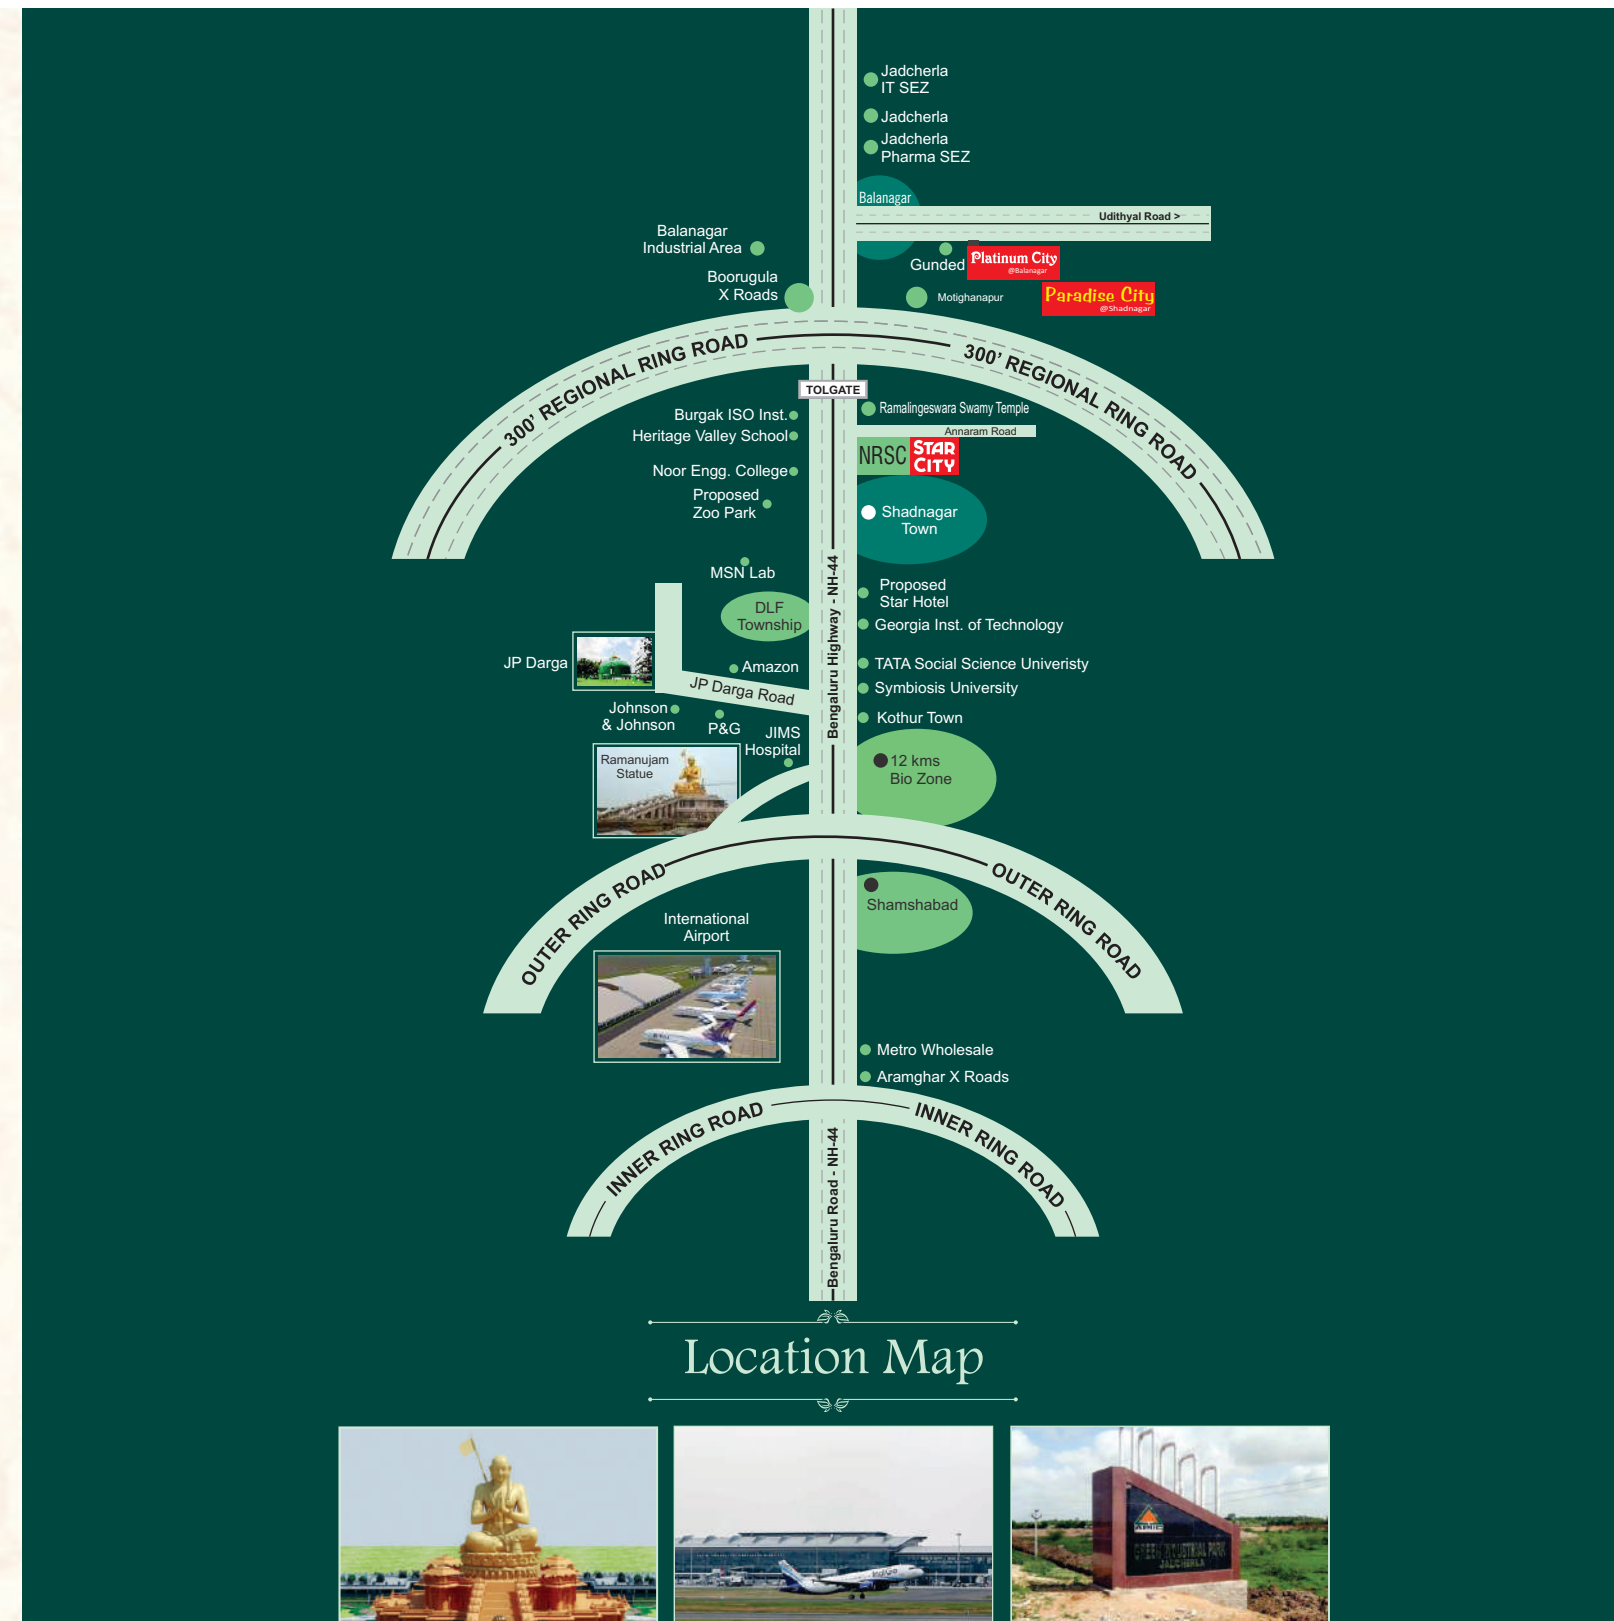 Jadcherla
IT SEZ
Jadcherla
Jadcherla
Pharma SEZ
Balanagar
Udithyal Road >
Balanagar
Industrial Area
Gunded
Platinum City
@Balanagar
Boorugula
X Roads
Motighanapur
Paradise City
@Shadnagar
300’ REGIONAL RING ROAD
300’ REGIONAL RING ROAD
TOLGATE
Burgak ISO Inst.
Ramalingeswara Swamy Temple
Heritage Valley School
Annaram Road
NRSC
STAR
CITY
Noor Engg. College
Proposed
Zoo Park
Shadnagar
Town
MSN Lab
Bengaluru Highway - NH-44
Proposed
Star Hotel
DLF
Township
Georgia Inst. of Technology
JP Darga
Amazon
TATA Social Science Univeristy
JP Darga Road
Symbiosis University
Johnson
& Johnson
P&G
Kothur Town
JIMS
Hospital
Ramanujam
Statue
12 kms
Bio Zone
OUTER RING ROAD
OUTER RING ROAD
Shamshabad
International
Airport
Metro Wholesale
Aramghar X Roads
INNER RING ROAD
INNER RING ROAD
Bengaluru Road - NH-44
Location Map
IndiGo
GREEN INDUSTRIAL PARK
JADCHERLA